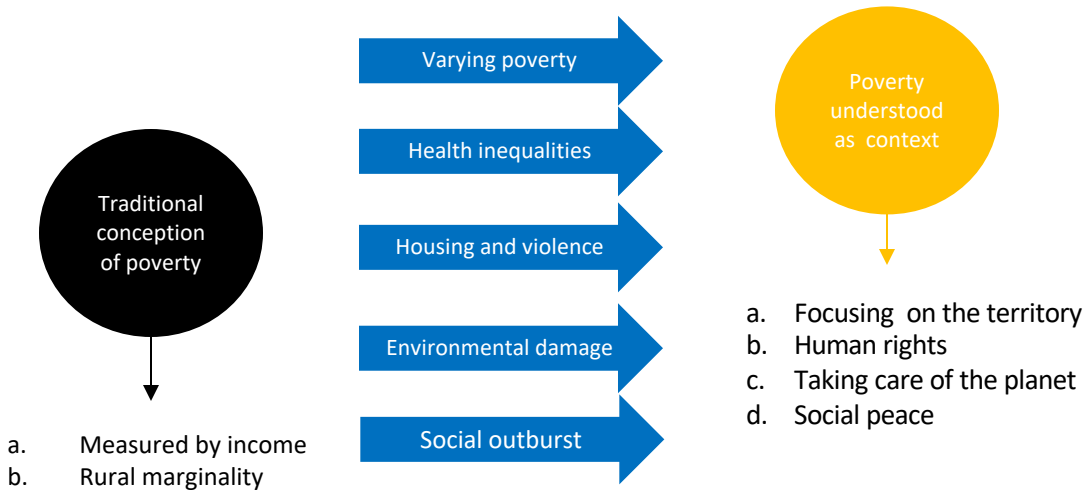 Traditional
conception
of poverty
a. Measured by income
b. Rural marginality
Varying poverty
Health inequalities
Housing and violence
Environmental damage
Social outburst
Poverty
understood
as context
a. Focusing on the territory
b. Human rights
c. Taking care of the planet
d. Social peace